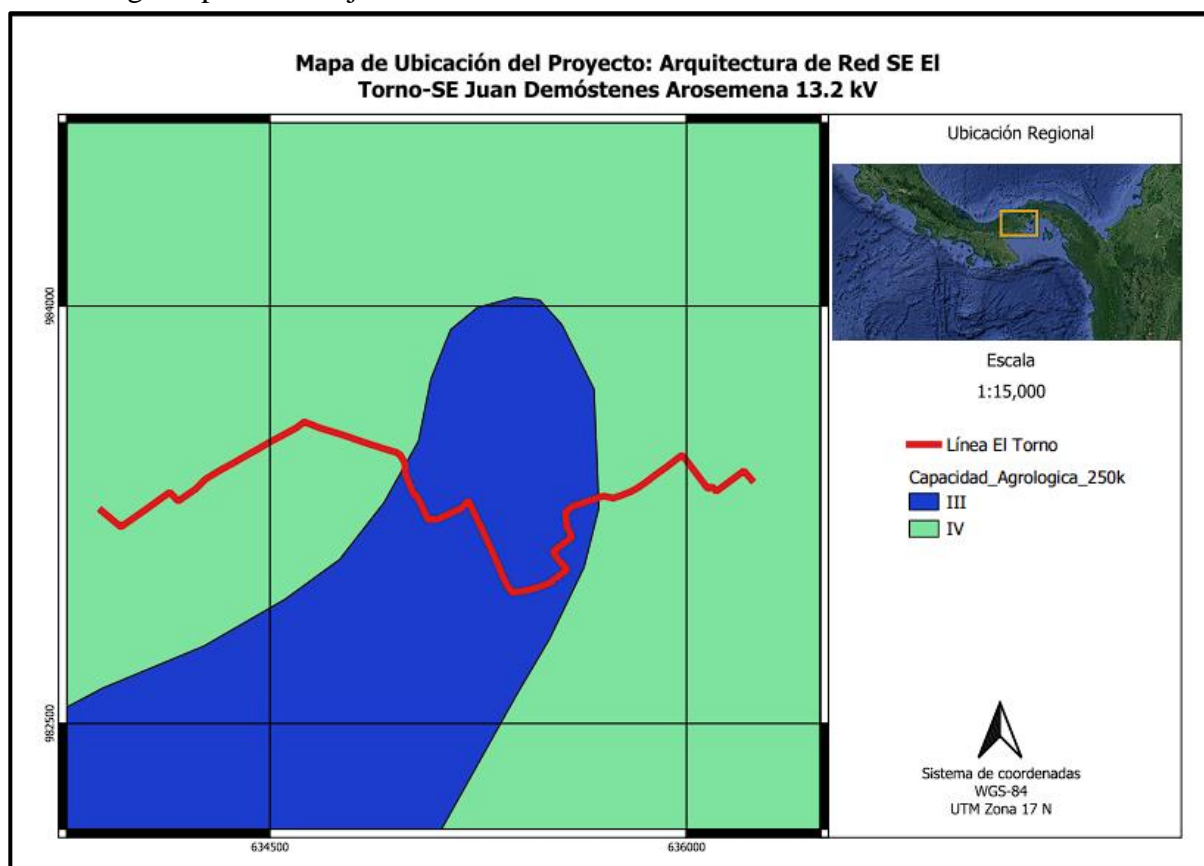 Mapa de Ubicación del Proyecto: Arquitectura de Red SE El
Torno-SE Juan Demóstenes Arosemena 13.2 kV
Ubicación Regional
Escala
1:15,000
Línea El Torno
Capacidad_Agrologica_250k
III
IV
Sistema de coordenadas
WGS-84
UTM Zona 17 N
984000
982500
634500
636000